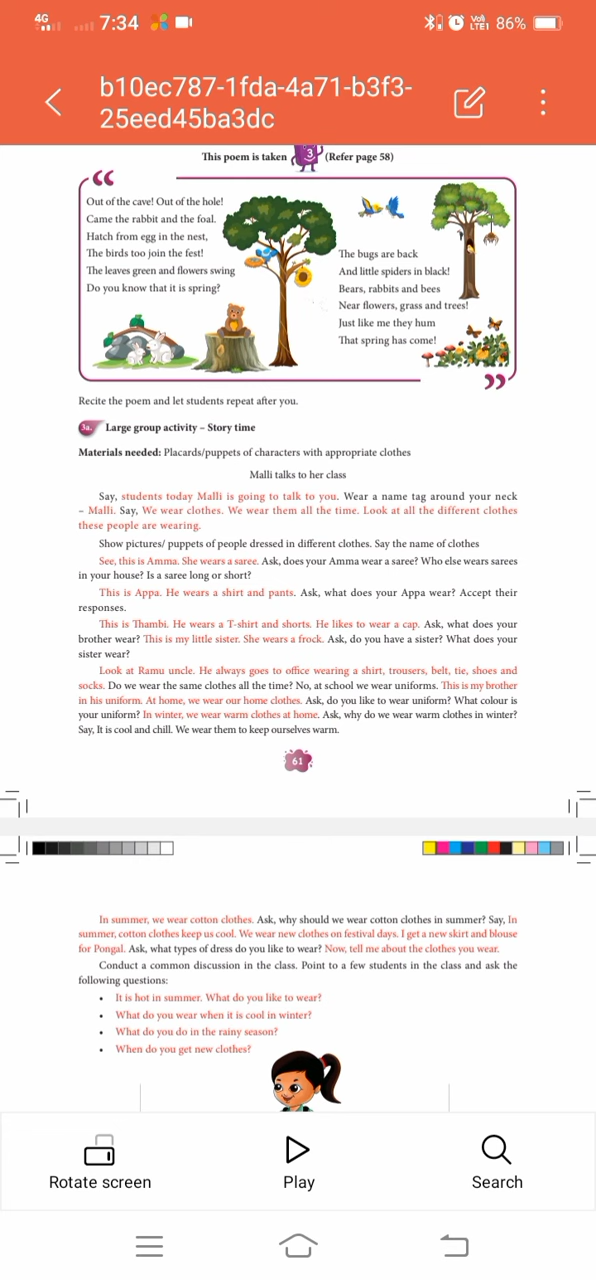 4G 7:34 Vo) LTE1 86%
b10ec787-1fda-4a71-b3f3-
25eed45ba3dc
This poem is taken 3 (Refer page 58)
Out of the cave! Out of the hole!
Came the rabbit and the foal.
Hatch from egg in the nest,
The birds too join the fest!
The leaves green and flowers swing
Do you know that it is spring?
The bugs are back
And little spiders in black!
Bears, rabbits and bees
Near flowers, grass and trees!
Just like me they hum
That spring has come!
Recite the poem and let students repeat after you.
3a. Large group activity – Story time
Materials needed: Placards/puppets of characters with appropriate clothes
Malli talks to her class
Say, students today Malli is going to talk to you. Wear a name tag around your neck
– Malli. Say, We wear clothes. We wear them all the time. Look at all the different clothes
these people are wearing.
Show pictures/ puppets of people dressed in different clothes. Say the name of clothes
See, this is Amma. She wears a saree. Ask, does your Amma wear a saree? Who else wears sarees
in your house? Is a saree long or short?
This is Appa. He wears a shirt and pants. Ask, what does your Appa wear? Accept their
responses.
This is Thambi. He wears a T-shirt and shorts. He likes to wear a cap. Ask, what does your
brother wear? This is my little sister. She wears a frock. Ask, do you have a sister? What does your
sister wear?
Look at Ramu uncle. He always goes to office wearing a shirt, trousers, belt, tie, shoes and
socks. Do we wear the same clothes all the time? No, at school we wear uniforms. This is my brother
in his uniform. At home, we wear our home clothes. Ask, do you like to wear uniform? What colour is
your uniform? In winter, we wear warm clothes at home. Ask, why do we wear warm clothes in winter?
Say, It is cool and chill. We wear them to keep ourselves warm.
61
In summer, we wear cotton clothes. Ask, why should we wear cotton clothes in summer? Say, In
summer, cotton clothes keep us cool. We wear new clothes on festival days. I get a new skirt and blouse
for Pongal. Ask, what types of dress do you like to wear? Now, tell me about the clothes you wear.
Conduct a common discussion in the class. Point to a few students in the class and ask the
following questions:
• It is hot in summer. What do you like to wear?
• What do you wear when it is cool in winter?
• What do you do in the rainy season?
• When do you get new clothes?
Rotate screen Play Search